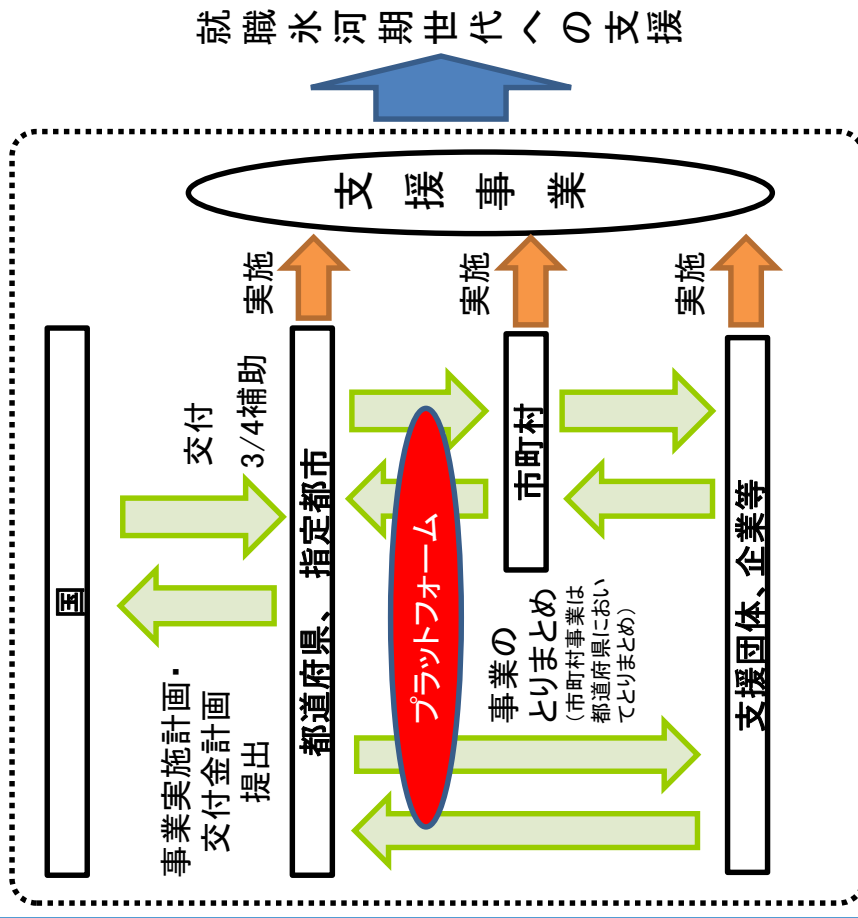 国
事業実施計画・
交付金計画
提出
交付
3/4補助
都道府県、指定都市
実施
プラットフォーム
事業の
とりまとめ
（市町村事業は
都道府県におい
てとりまとめ）
市町村
実施
支援団体、企業等
実施
支援事業
就職氷河期世代への支援